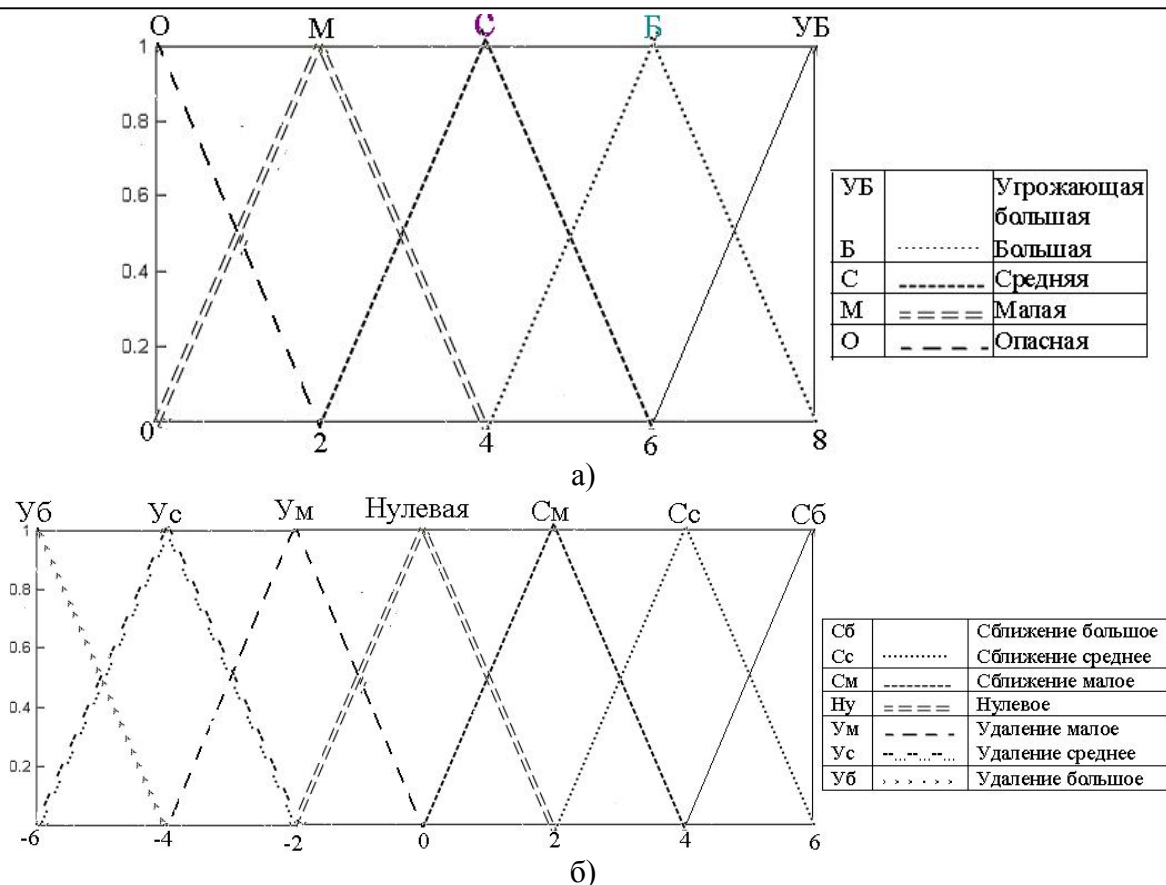 О М С Б УБ
1
0.8
0.6
0.4
0.2
0 2 4 6 8
УБ Угрожающая
большая
Б Большая
С Средняя
М Малая
О Опасная
а)
Уб Ус Ум Нулевая См Сс Сб
1
0.8
0.6
0.4
0.2
-6 -4 -2 0 2 4 6
Сб Сближение большое
Сс Сближение среднее
См Сближение малое
Ну Нулевое
Ум Удаление малое
Ус Удаление среднее
Уб Удаление большое
б)